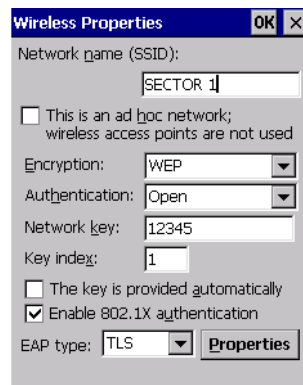 Wireless Properties OK ×
Network name (SSID):
SECTOR 1
This is an ad hoc network;
wireless access points are not used
Encryption: WEP
Authentication: Open
Network key: 12345
Key index: 1
The key is provided automatically
Enable 802.1X authentication
EAP type: TLS Properties